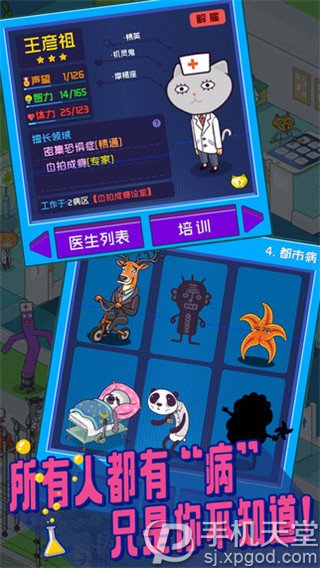 王彦祖
★★★
解雇
声望 1/126
智力 14/165
体力 25/123
精英
机灵鬼
摩羯座
擅长领域
?
密集恐惧症(精通)
自拍成瘾(专家)
工作于2病区【自拍成瘾诊室】
医生列表
培训
4. 都市病
所有人都有“病”
只是你不知道!
手机天堂
sj.xpgod.com